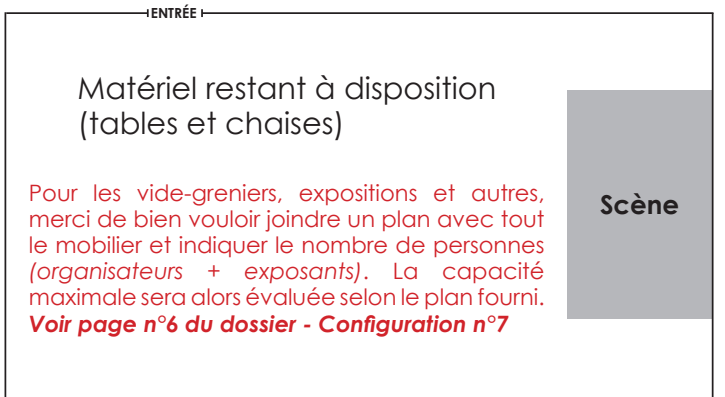 ENTRÉE
Matériel restant à disposition
(tables et chaises)
Pour les vide-greniers, expositions et autres,
merci de bien vouloir joindre un plan avec tout
le mobilier et indiquer le nombre de personnes
(organisateurs + exposants). La capacité
maximale sera alors évaluée selon le plan fourni.
Voir page n°6 du dossier - Configuration n°7
Scène